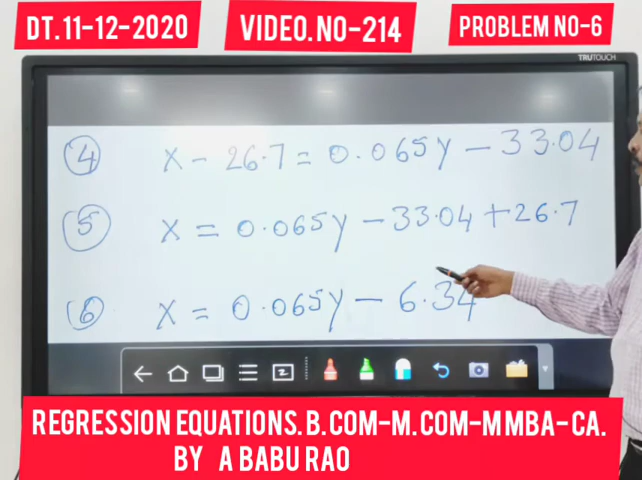 DT.11-12-2020 VIDEO.NO-214 PROBLEM NO-6
TRUTOUCH
④ X - 26.7 = 0.065Y - 33.04
⑤ X = 0.065Y - 33.04 + 26.7
⑥ X = 0.065Y - 6.34
REGRESSION EQUATIONS. B.COM-M.COM-MMBA-CA.
BY A BABU RAO